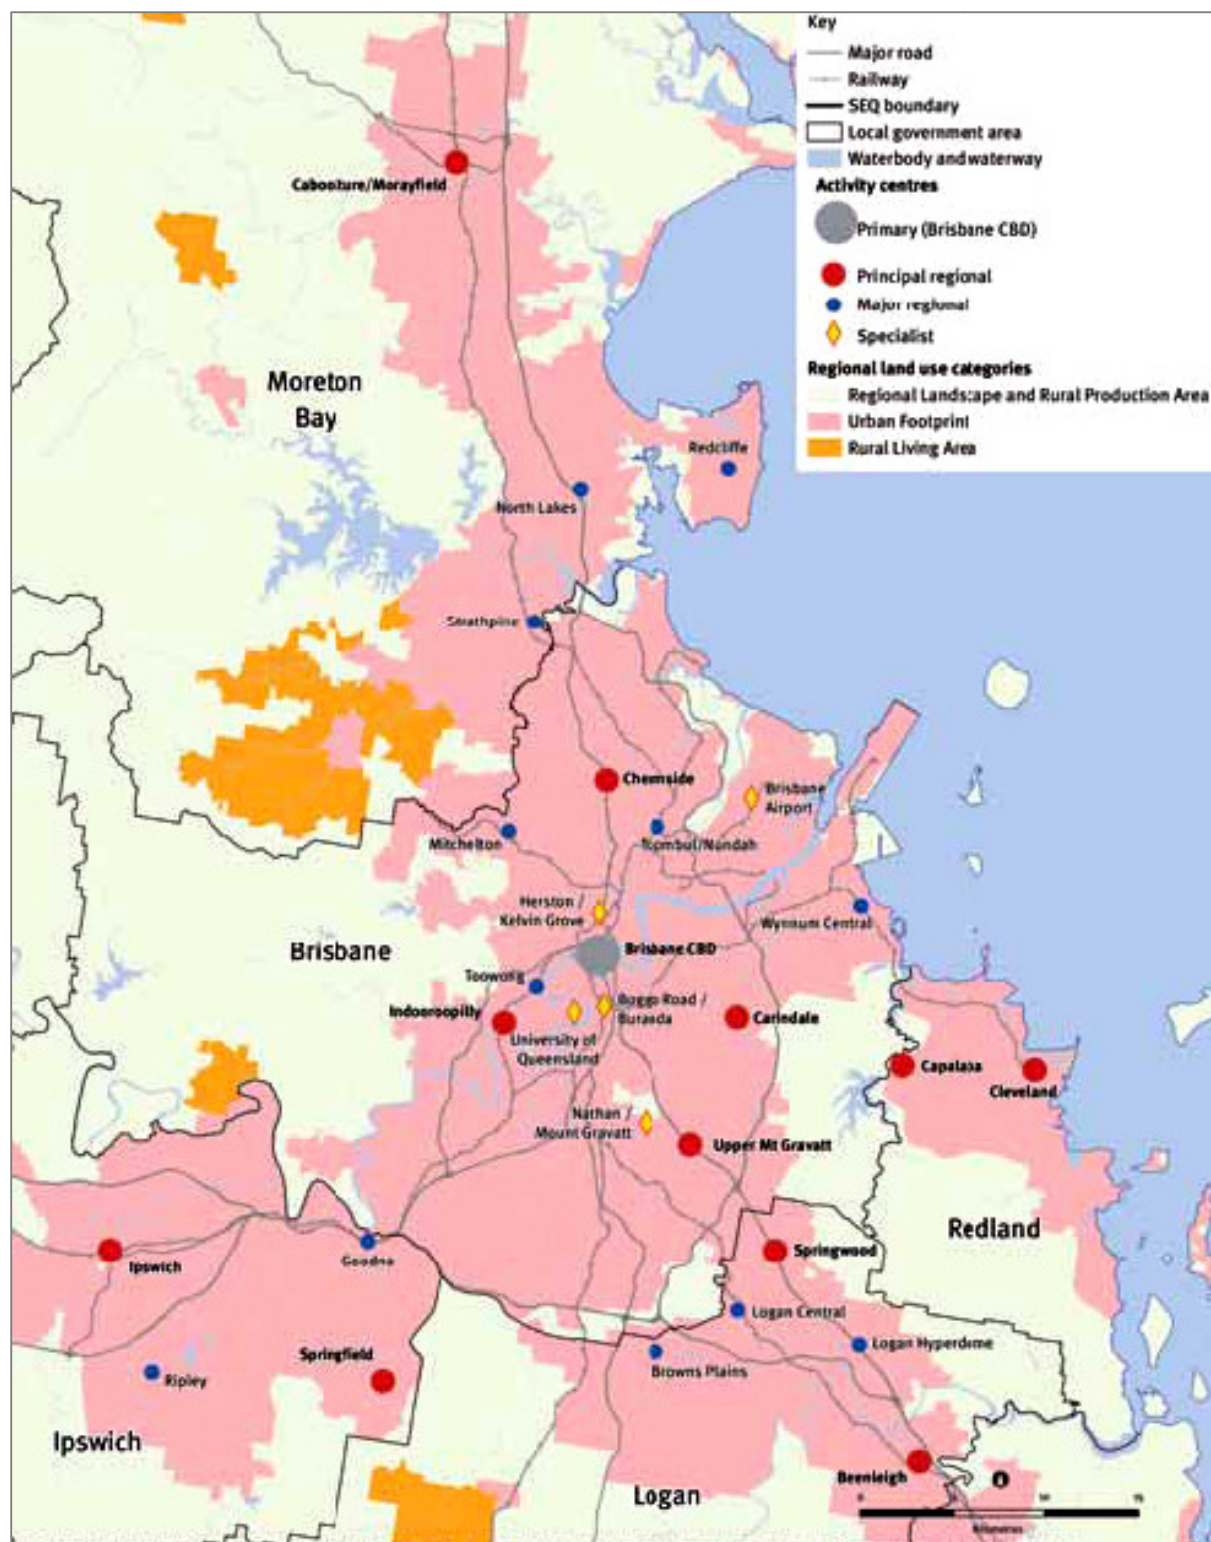 Key
Major road
Railway
SEQ boundary
Local government area
Waterbody and waterway
Activity centres
Primary (Brisbane CBD)
Principal regional
Major regional
Specialist
Regional land use categories
Regional Landscape and Rural Production Area
Urban Footprint
Rural Living Area
Caboolture/Morayfield
Moreton
Bay
Redcliffe
North Lakes
Strathpine
Chermside
Brisbane
Airport
Mitchelton
Toombul/Nundah
Herston /
Kelvin Grove
Wynnum Central
Brisbane
Brisbane CBD
Toowong
Indooroopilly
Boggo Road /
Buranda
Carindale
University of
Queensland
Capalaba
Cleveland
Nathan /
Mount Gravatt
Upper Mt Gravatt
Redland
Springwood
Ipswich
Goodna
Logan Central
Logan Hyperdome
Springfield
Browns Plains
Ripley
Ipswich
Beenleigh
Logan
0
15
Kilometres